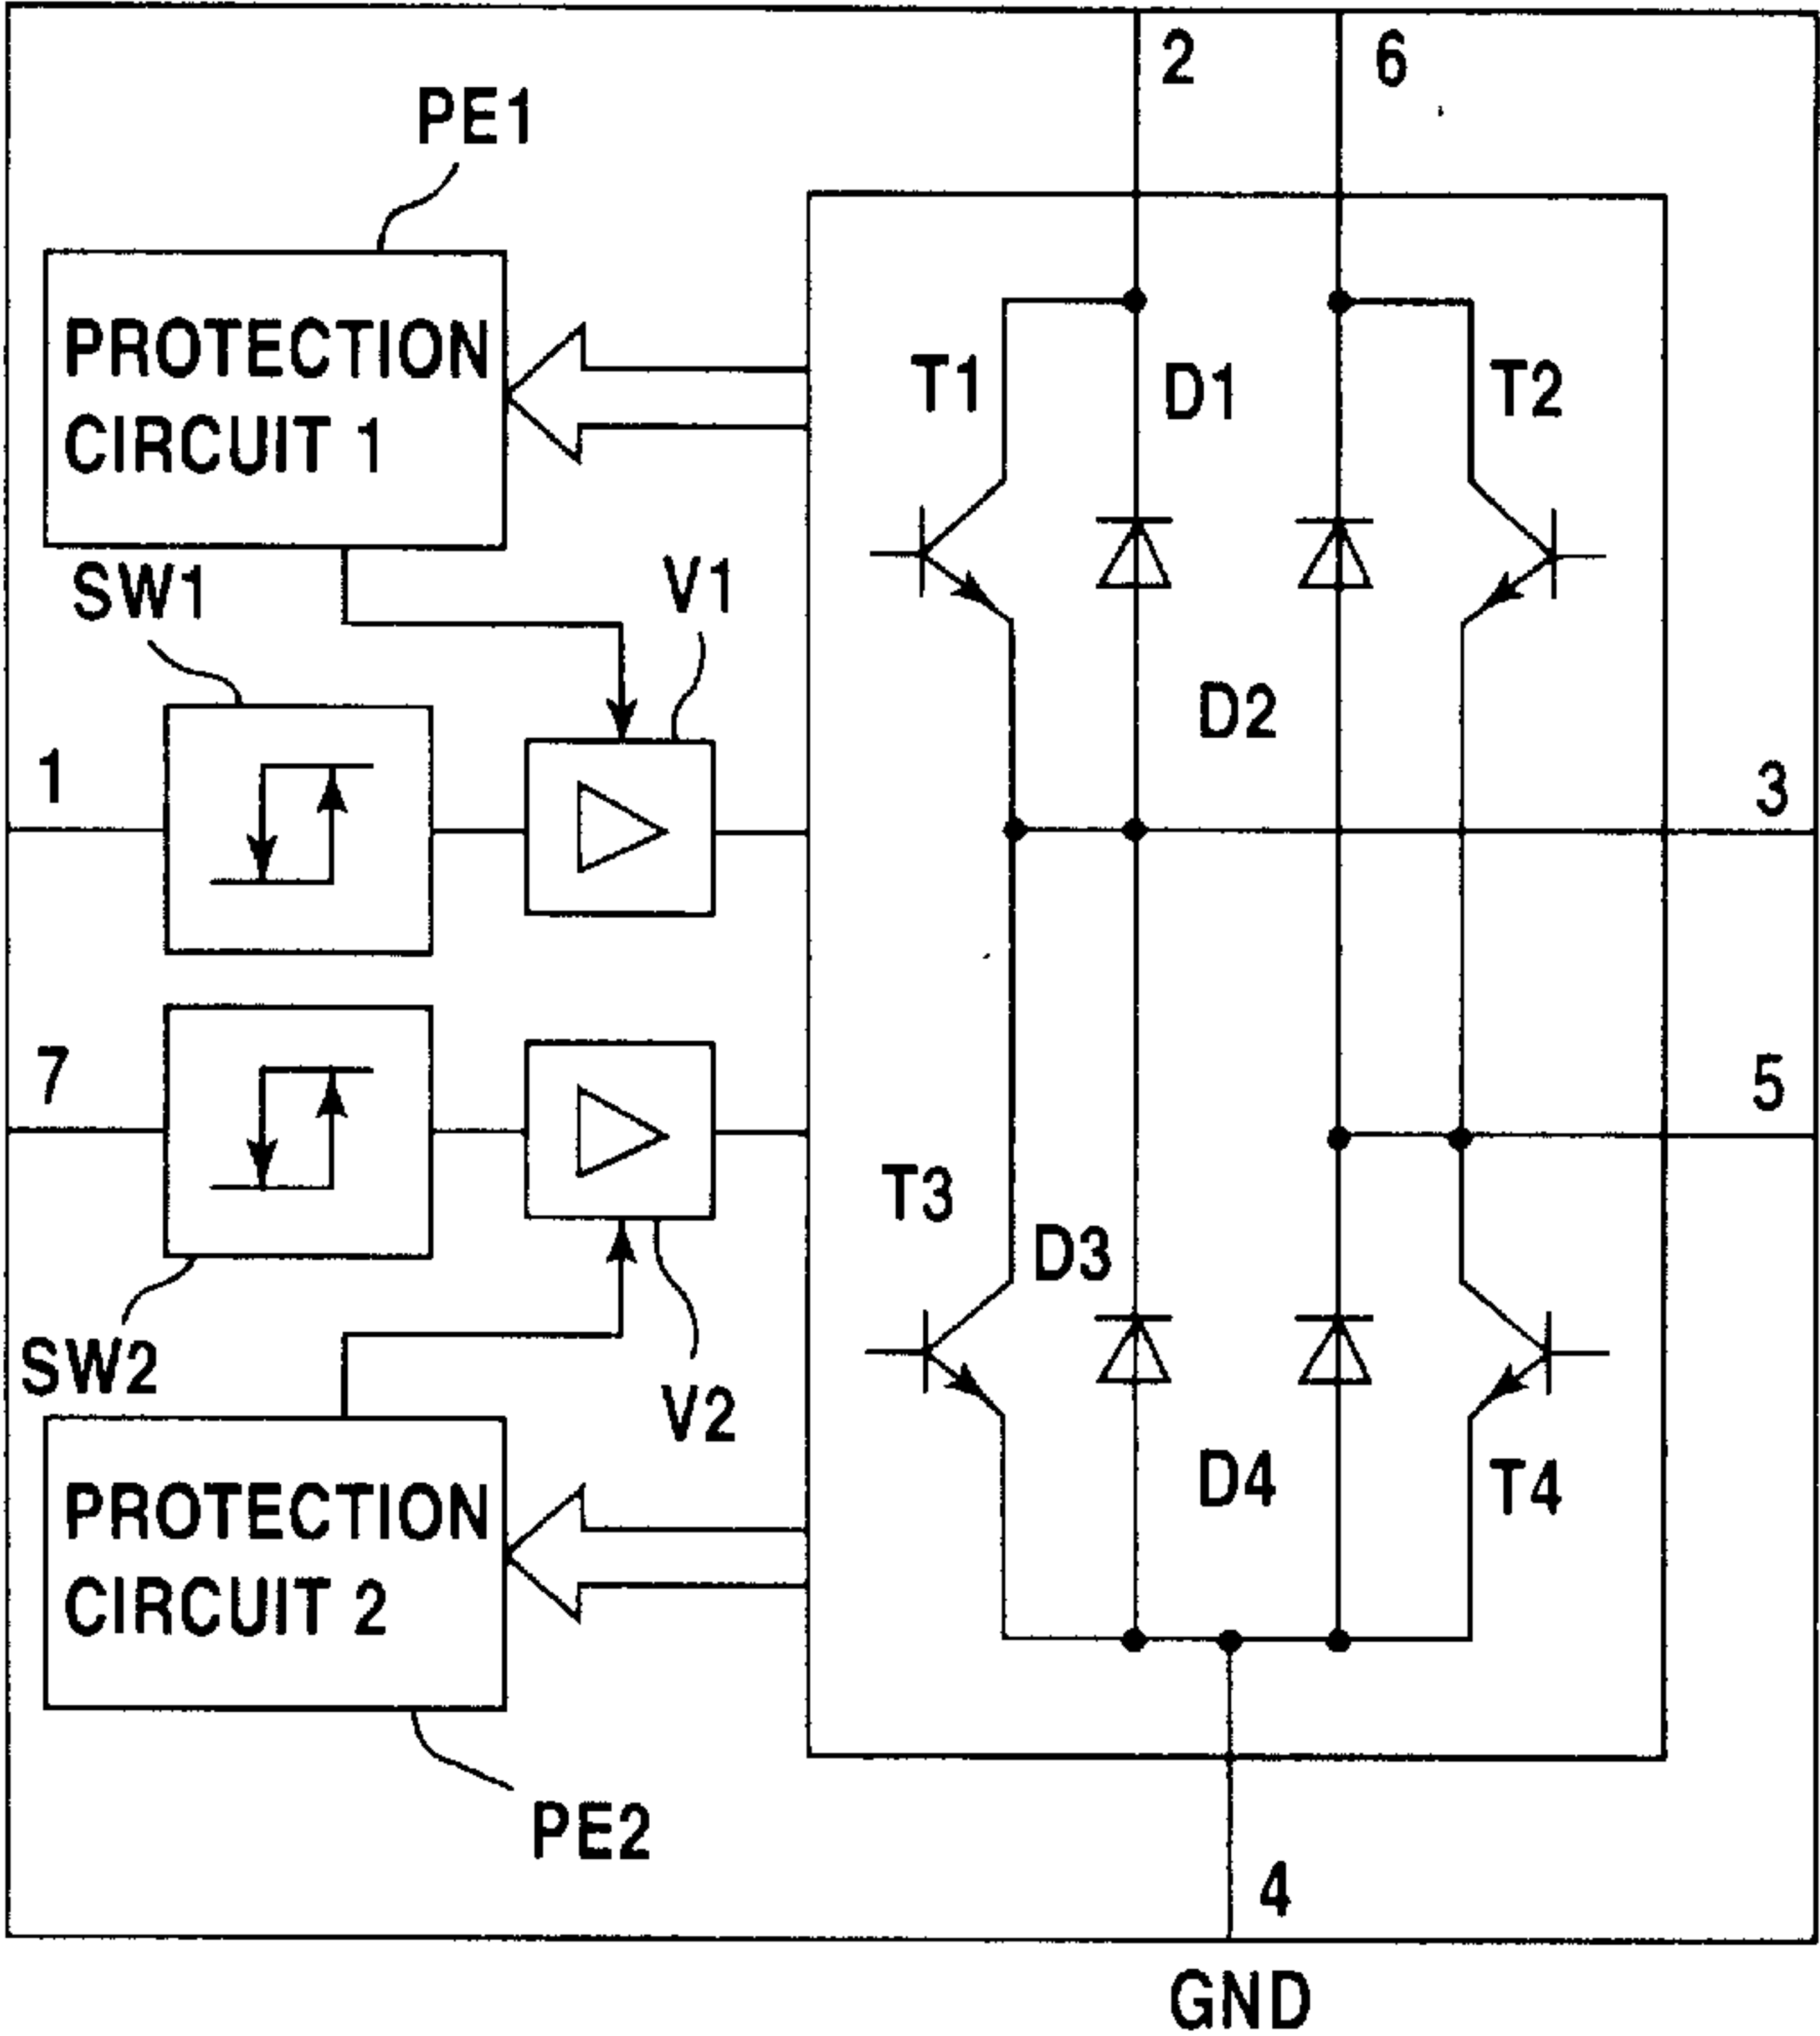 2
6
PE1
PROTECTION
CIRCUIT 1
T1
D1
T2
SW1
V1
D2
1
3
7
5
T3
D3
SW2
V2
D4
T4
PROTECTION
CIRCUIT 2
PE2
4
GND